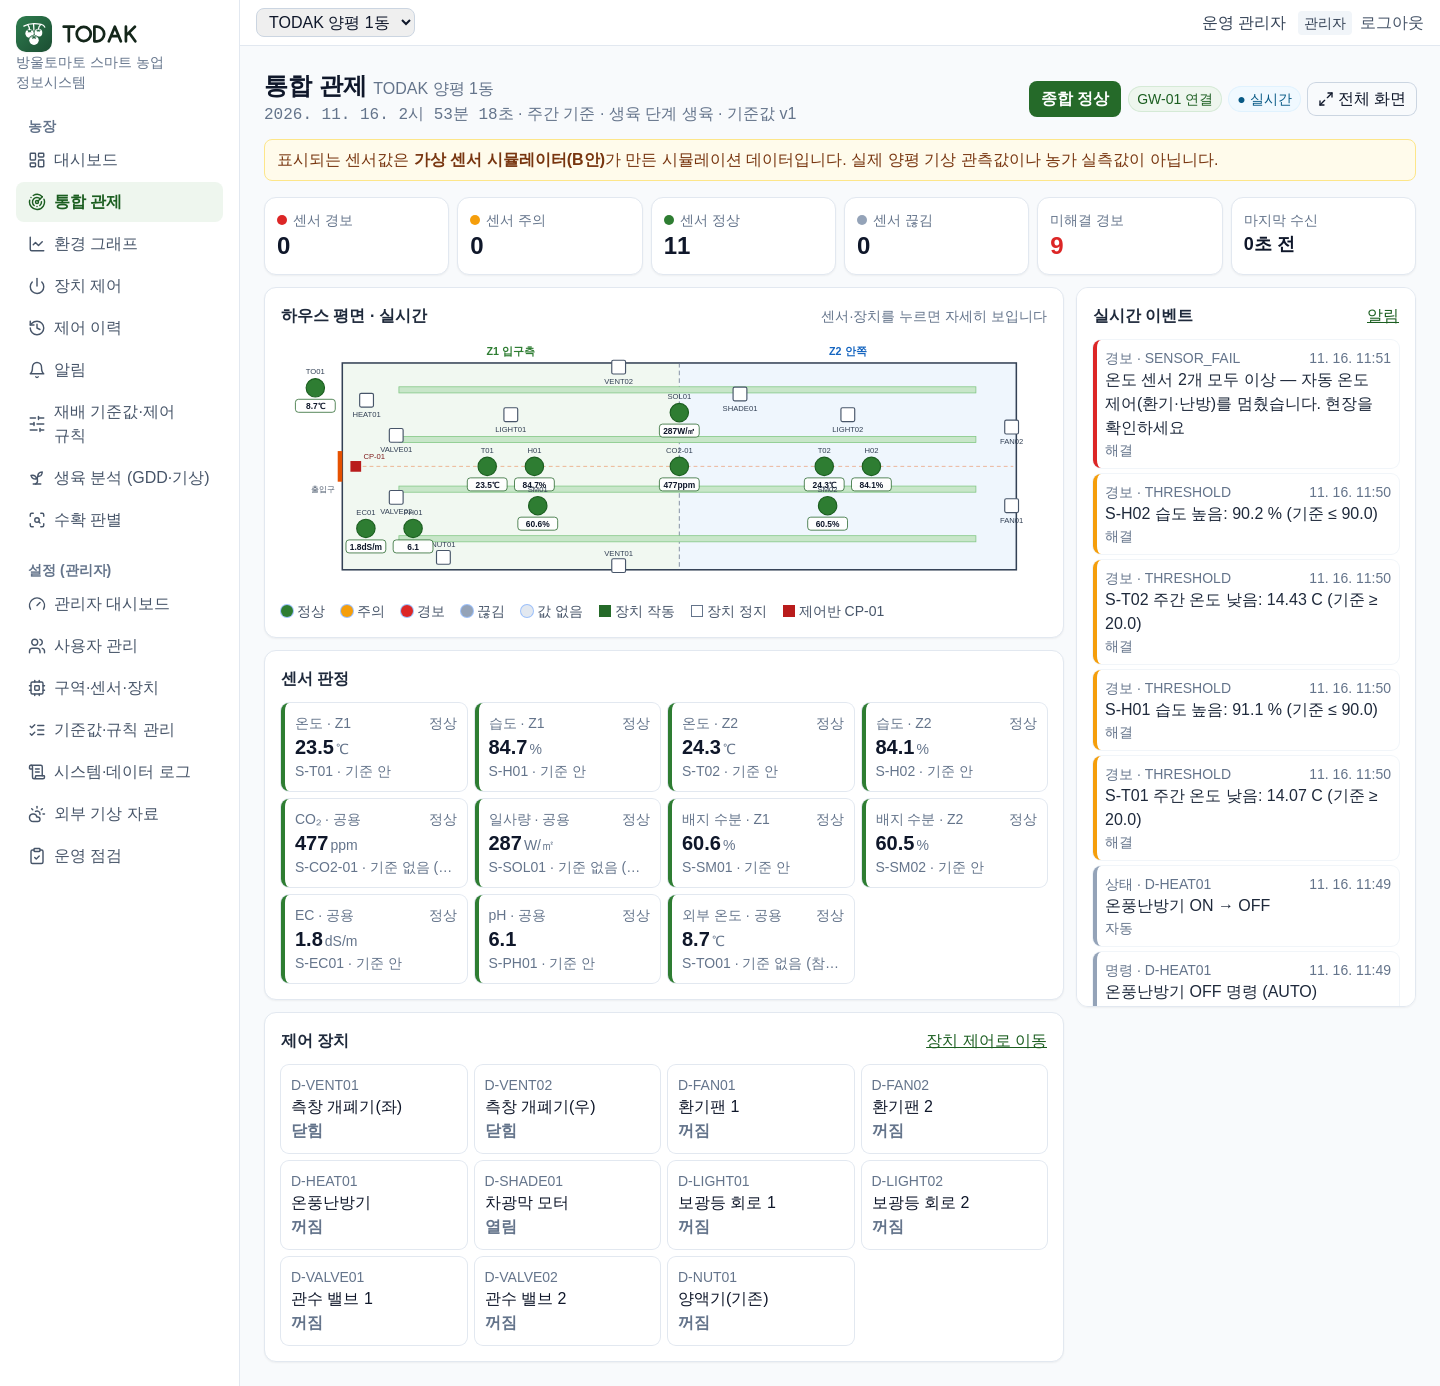 TODAK
방울토마토 스마트 농업
정보시스템
농장
대시보드
통합 관제
환경 그래프
장치 제어
제어 이력
알림
재배 기준값·제어
규칙
생육 분석 (GDD·기상)
수확 판별
설정 (관리자)
관리자 대시보드
사용자 관리
구역·센서·장치
기준값·규칙 관리
시스템·데이터 로그
외부 기상 자료
운영 점검
TODAK 양평 1동
운영 관리자 관리자 로그아웃
통합 관제 TODAK 양평 1동
2026. 11. 16. 2시 53분 18초 · 주간 기준 · 생육 단계 생육 · 기준값 v1
종합 정상 GW-01 연결 ● 실시간 전체 화면
표시되는 센서값은 가상 센서 시뮬레이터(B안)가 만든 시뮬레이션 데이터입니다. 실제 양평 기상 관측값이나 농가 실측값이 아닙니다.
센서 경보
0
센서 주의
0
센서 정상
11
센서 끊김
0
미해결 경보
9
마지막 수신
0초 전
하우스 평면 · 실시간
센서·장치를 누르면 자세히 보입니다
Z1 입구측
Z2 안쪽
TO01
8.7℃
HEAT01
VENT02
SOL01
287W/㎡
SHADE01
LIGHT01
LIGHT02
FAN02
VALVE01
CP-01
T01
23.5℃
H01
84.7%
CO2-01
477ppm
T02
24.3℃
H02
84.1%
출입구
VALVE02
SM01
60.6%
SM02
60.5%
FAN01
EC01
1.8dS/m
PH01
6.1
NUT01
VENT01
정상 주의 경보 끊김 값 없음 장치 작동 장치 정지 제어반 CP-01
센서 판정
온도 · Z1 정상
23.5 ℃
S-T01 · 기준 안
습도 · Z1 정상
84.7 %
S-H01 · 기준 안
온도 · Z2 정상
24.3 ℃
S-T02 · 기준 안
습도 · Z2 정상
84.1 %
S-H02 · 기준 안
CO₂ · 공용 정상
477 ppm
S-CO2-01 · 기준 없음 (…
일사량 · 공용 정상
287 W/㎡
S-SOL01 · 기준 없음 (…
배지 수분 · Z1 정상
60.6 %
S-SM01 · 기준 안
배지 수분 · Z2 정상
60.5 %
S-SM02 · 기준 안
EC · 공용 정상
1.8 dS/m
S-EC01 · 기준 안
pH · 공용 정상
6.1
S-PH01 · 기준 안
외부 온도 · 공용 정상
8.7 ℃
S-TO01 · 기준 없음 (참…
제어 장치
장치 제어로 이동
D-VENT01
측창 개폐기(좌)
닫힘
D-VENT02
측창 개폐기(우)
닫힘
D-FAN01
환기팬 1
꺼짐
D-FAN02
환기팬 2
꺼짐
D-HEAT01
온풍난방기
꺼짐
D-SHADE01
차광막 모터
열림
D-LIGHT01
보광등 회로 1
꺼짐
D-LIGHT02
보광등 회로 2
꺼짐
D-VALVE01
관수 밸브 1
꺼짐
D-VALVE02
관수 밸브 2
꺼짐
D-NUT01
양액기(기존)
꺼짐
실시간 이벤트
알림
경보 · SENSOR_FAIL 11. 16. 11:51
온도 센서 2개 모두 이상 — 자동 온도
제어(환기·난방)를 멈췄습니다. 현장을
확인하세요
해결
경보 · THRESHOLD 11. 16. 11:50
S-H02 습도 높음: 90.2 % (기준 ≤ 90.0)
해결
경보 · THRESHOLD 11. 16. 11:50
S-T02 주간 온도 낮음: 14.43 C (기준 ≥
20.0)
해결
경보 · THRESHOLD 11. 16. 11:50
S-H01 습도 높음: 91.1 % (기준 ≤ 90.0)
해결
경보 · THRESHOLD 11. 16. 11:50
S-T01 주간 온도 낮음: 14.07 C (기준 ≥
20.0)
해결
상태 · D-HEAT01 11. 16. 11:49
온풍난방기 ON → OFF
자동
명령 · D-HEAT01 11. 16. 11:49
온풍난방기 OFF 명령 (AUTO)